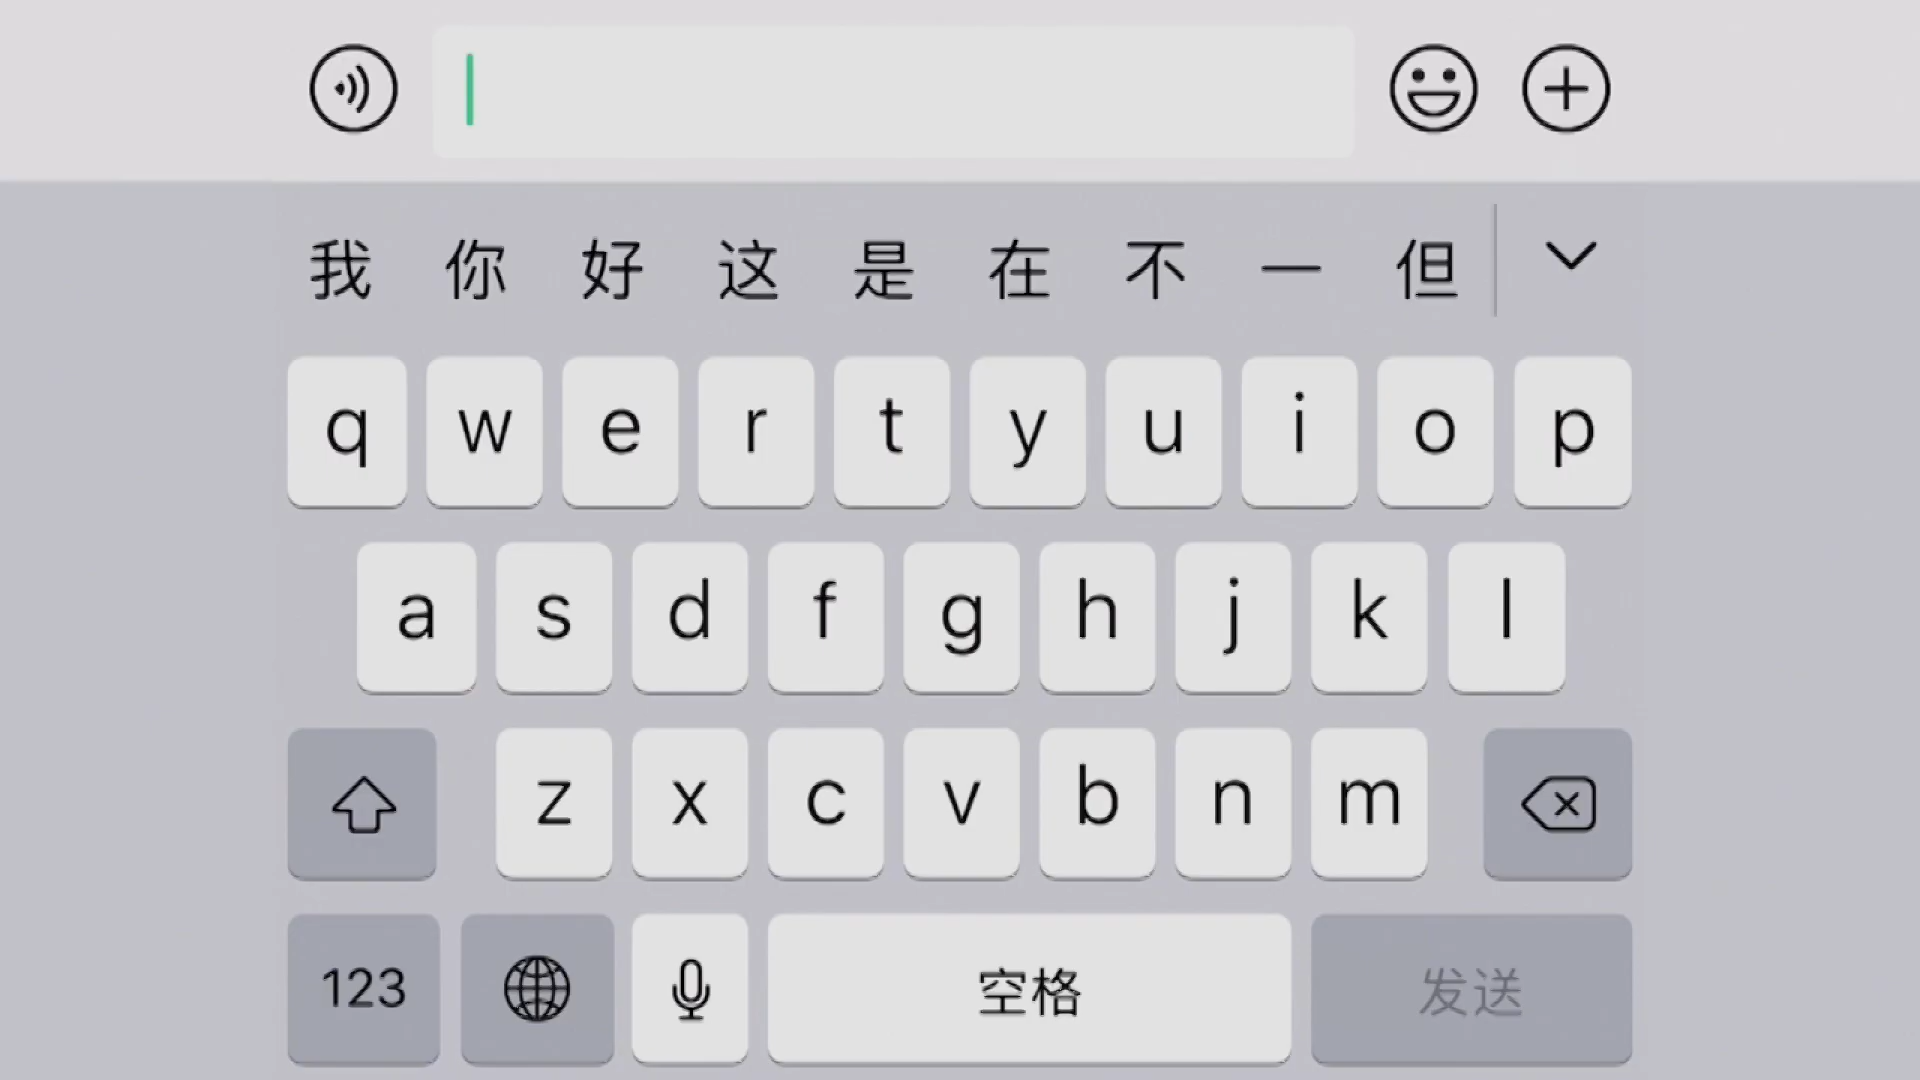 我 你 好 这 是 在 不 一 但
q w e r t y u i o p
a s d f g h j k l
z x c v b n m
123 空格 发送